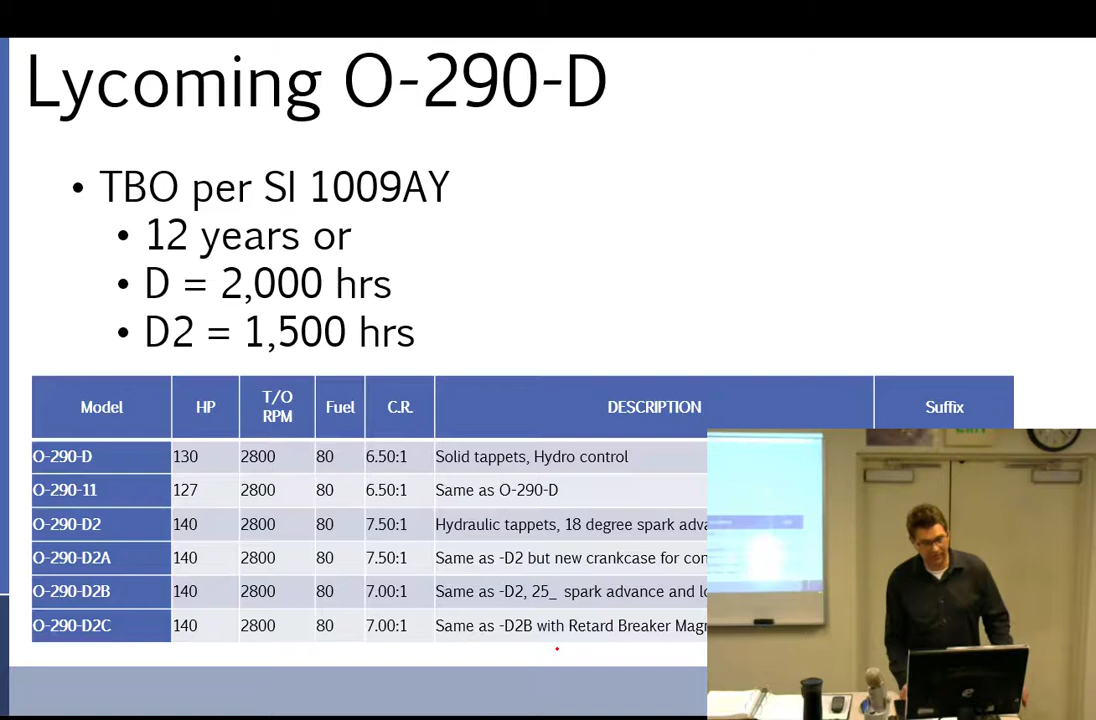 Lycoming O-290-D
• TBO per SI 1009AY
• 12 years or
• D = 2,000 hrs
• D2 = 1,500 hrs
Model HP T/O RPM Fuel C.R. DESCRIPTION Suffix
O-290-D 130 2800 80 6.50:1 Solid tappets, Hydro control
O-290-11 127 2800 80 6.50:1 Same as O-290-D
O-290-D2 140 2800 80 7.50:1 Hydraulic tappets, 18 degree spark adva
O-290-D2A 140 2800 80 7.50:1 Same as -D2 but new crankcase for con
O-290-D2B 140 2800 80 7.00:1 Same as -D2, 25_ spark advance and lo
O-290-D2C 140 2800 80 7.00:1 Same as -D2B with Retard Breaker Mag
EXIT